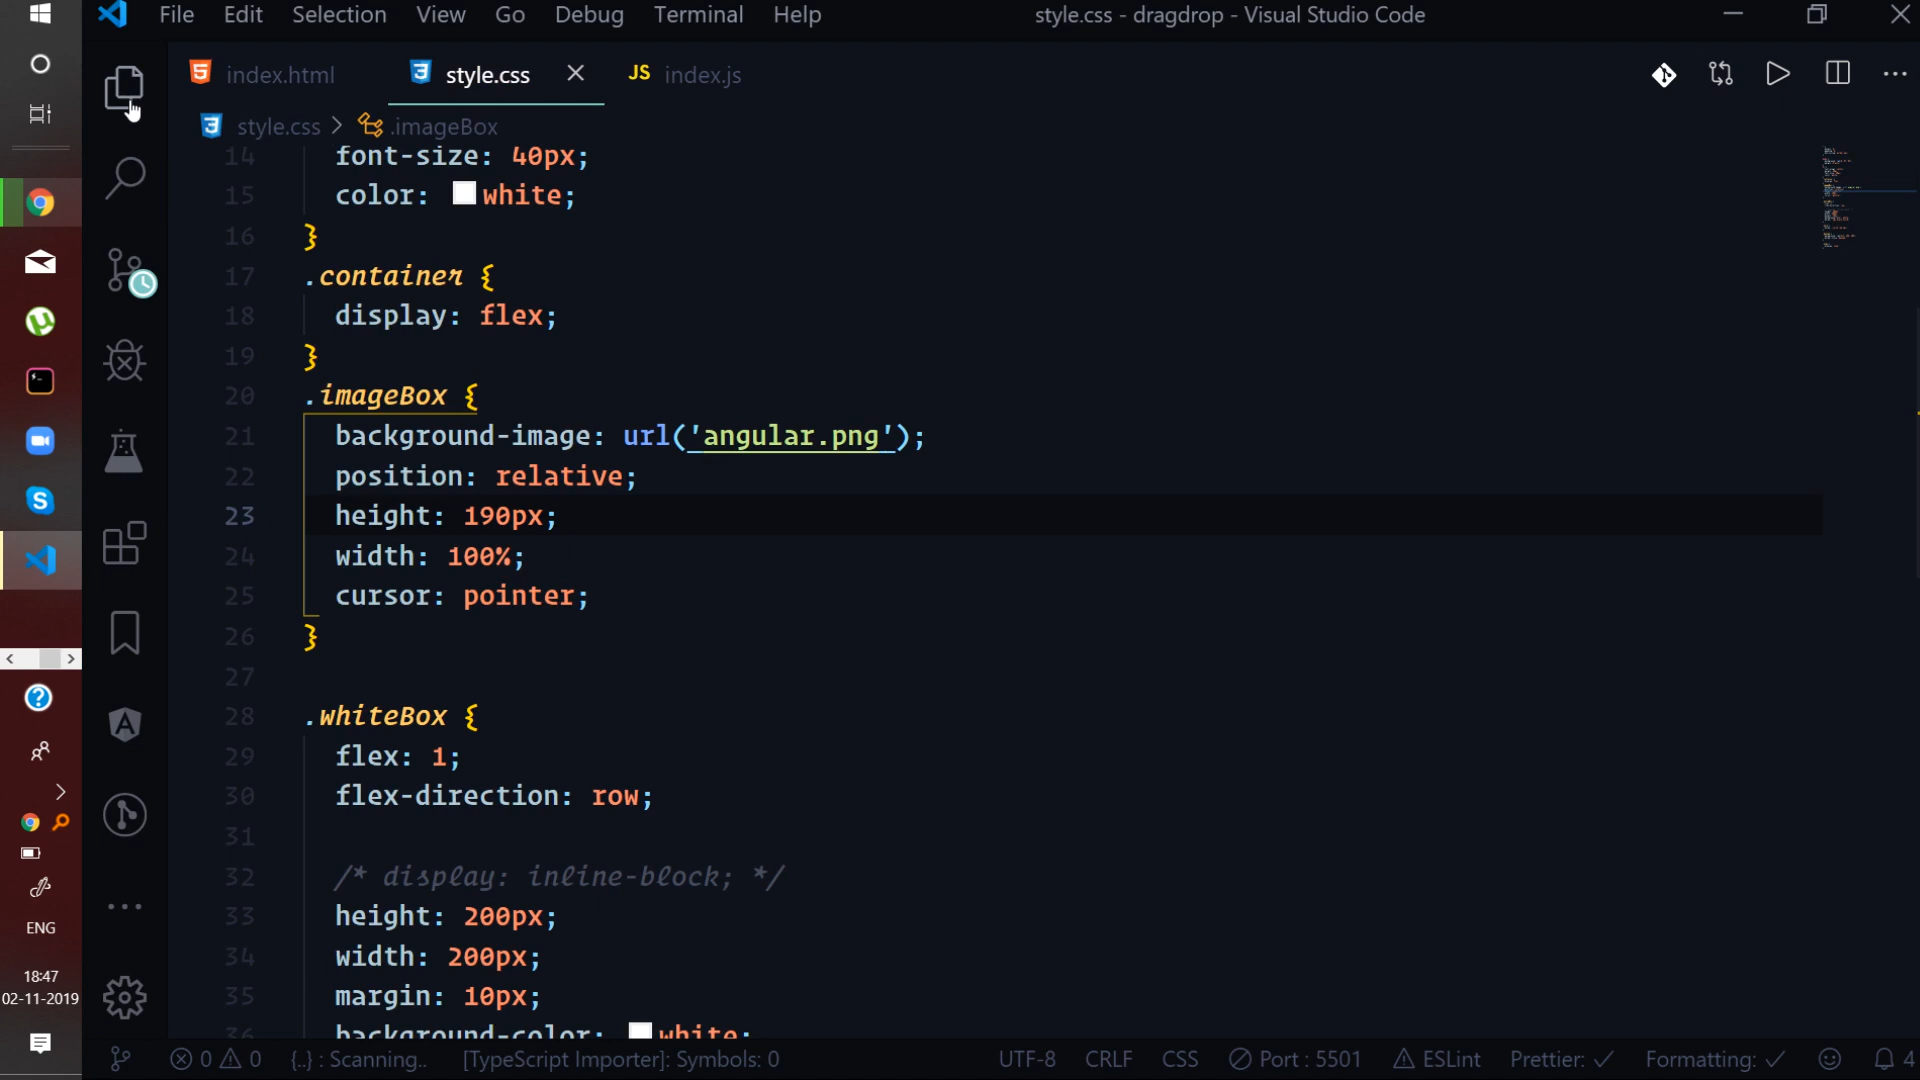 File Edit Selection View Go Debug Terminal Help style.css - dragdrop - Visual Studio Code
index.html style.css JS index.js
style.css > .imageBox
14 font-size: 40px;
15 color: white;
16 }
17 .container {
18 display: flex;
19 }
20 .imageBox {
21 background-image: url('angular.png');
22 position: relative;
23 height: 190px;
24 width: 100%;
25 cursor: pointer;
26 }
27
28 .whiteBox {
29 flex: 1;
30 flex-direction: row;
31
32 /* display: inline-block; */
33 height: 200px;
34 width: 200px;
35 margin: 10px;
36 background-color: white;
ENG
18:47
02-11-2019
0 0 {..} : Scanning.. [TypeScript Importer]: Symbols: 0 UTF-8 CRLF CSS Port : 5501 ESLint Prettier: ✓ Formatting: ✓ 4